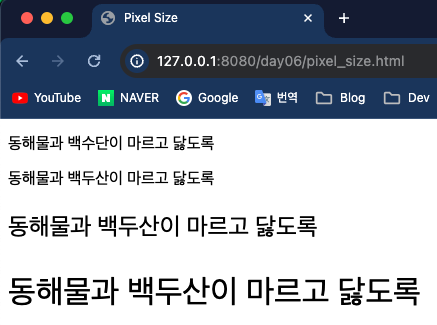 Pixel Size
127.0.0.1:8080/day06/pixel_size.html
YouTube NAVER Google 번역 Blog Dev
동해물과 백수단이 마르고 닳도록
동해물과 백두산이 마르고 닳도록
동해물과 백두산이 마르고 닳도록
동해물과 백두산이 마르고 닳도록